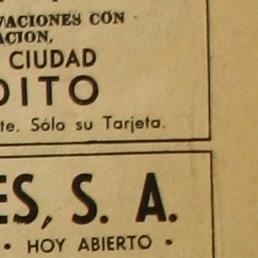 VACIONES CON
ACION,
CIUDAD
DITO
te. Sólo su Tarjeta.
ES, S. A.
• HOY ABIERTO •